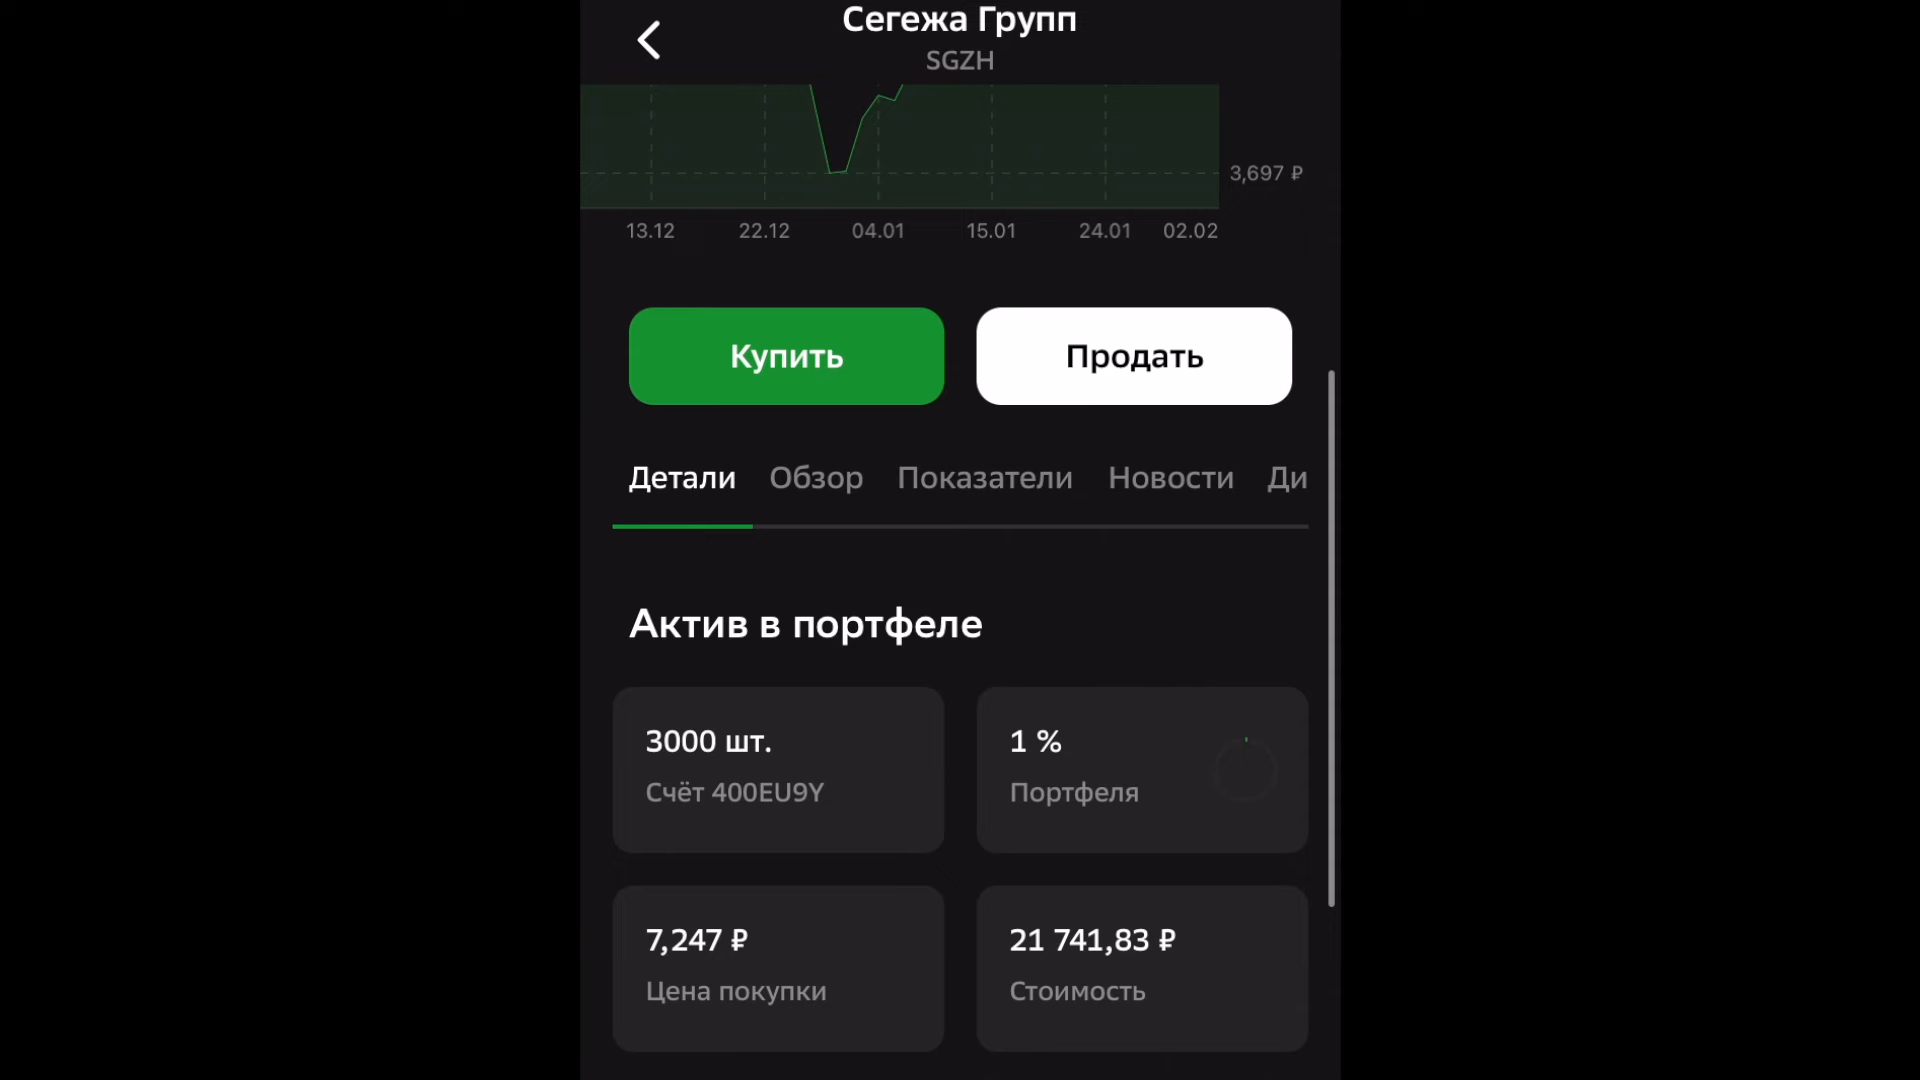 Сегежа Групп
SGZH
3,697 ₽
13.12 22.12 04.01 15.01 24.01 02.02
Купить Продать
Детали Обзор Показатели Новости Ди
Актив в портфеле
3000 шт.
Счёт 400EU9Y
1 %
Портфеля
7,247 ₽
Цена покупки
21 741,83 ₽
Стоимость